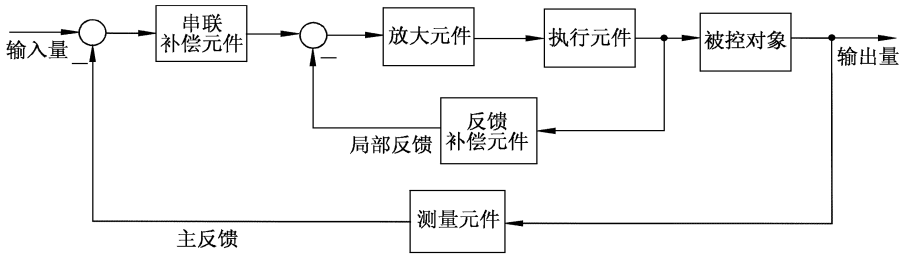 输入量
串联
补偿元件
放大元件
执行元件
被控对象
输出量
局部反馈
反馈
补偿元件
测量元件
主反馈